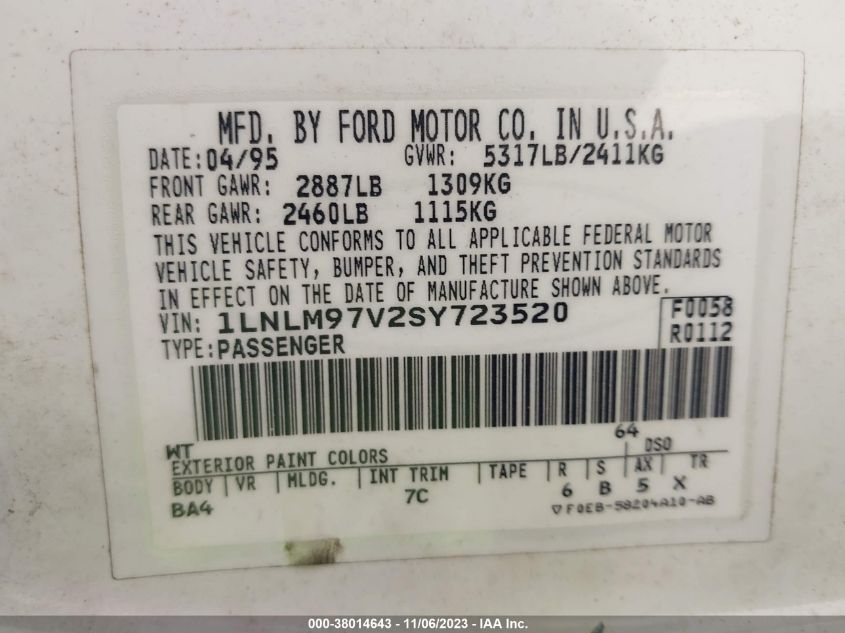 MFD. BY FORD MOTOR CO. IN U.S.A.
DATE: 04/95 GVWR: 5317LB/2411KG
FRONT GAWR: 2887LB 1309KG
REAR GAWR: 2460LB 1115KG
THIS VEHICLE CONFORMS TO ALL APPLICABLE FEDERAL MOTOR
VEHICLE SAFETY, BUMPER, AND THEFT PREVENTION STANDARDS
IN EFFECT ON THE DATE OF MANUFACTURE SHOWN ABOVE.
VIN: 1LNLM97V2SY723520 F0058
TYPE: PASSENGER R0112
WT 64
EXTERIOR PAINT COLORS DSO
BODY VR MLDG. INT TRIM TAPE R S AX TR
BA4 7C 6 B 5 X
▽ F0EB-58204A10-AB
000-38014643 - 11/06/2023 - IAA Inc.